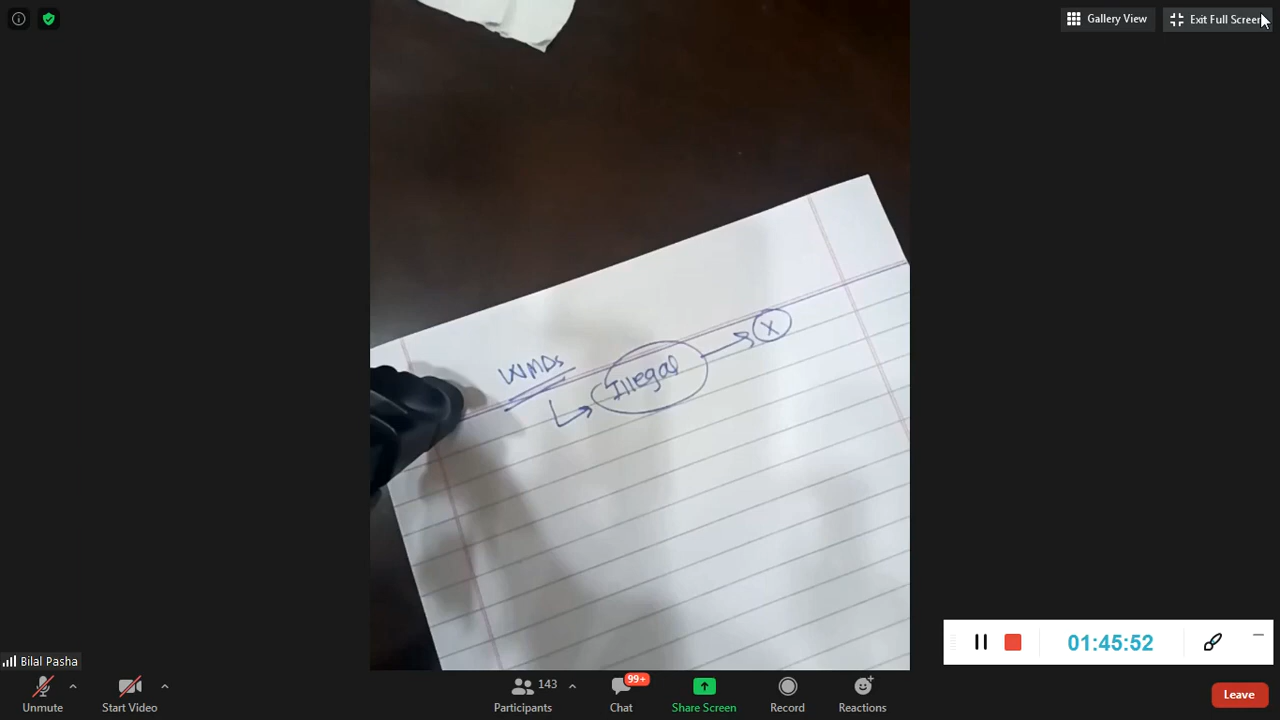 Gallery View
Exit Full Screen
WMDs
Illegal
X
01:45:52
Bilal Pasha
Unmute
Start Video
143
Participants
99+
Chat
Share Screen
Record
Reactions
Leave